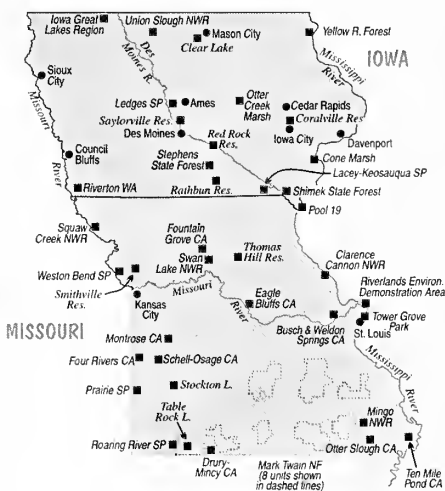 Iowa Great
Lakes Region
Union Slough NWR
Mason City
Clear Lake
Yellow R. Forest
Des
Moines R.
Mississippi
River
IOWA
Sioux
City
Missouri
River
Ledges SP
Ames
Otter
Creek
Marsh
Cedar Rapids
Coralville Res.
Saylorville Res.
Des Moines
Iowa City
Red Rock
Res.
Davenport
Council
Bluffs
Stephens
State Forest
Cone Marsh
Rathbun Res.
Lacey-Keosauqua SP
Riverton WA
Shimek State Forest
Pool 19
Squaw
Creek NWR
Fountain
Grove CA
Thomas
Hill Res.
Swan
Lake NWR
Clarence
Cannon NWR
Weston Bend SP
Smithville
Res.
Missouri
River
Kansas
City
Eagle
Bluffs CA
Riverlands Environ.
Demonstration Area
Tower Grove
Park
Busch & Weldon
Springs CA
St. Louis
MISSOURI
Montrose CA
Mississippi
River
Four Rivers CA
Schell-Osage CA
Prairie SP
Stockton L.
Table
Rock L.
Mingo
NWR
Roaring River SP
Otter Slough CA
Drury-
Mincy CA
Mark Twain NF
(8 units shown
in dashed lines)
Ten Mile
Pond CA